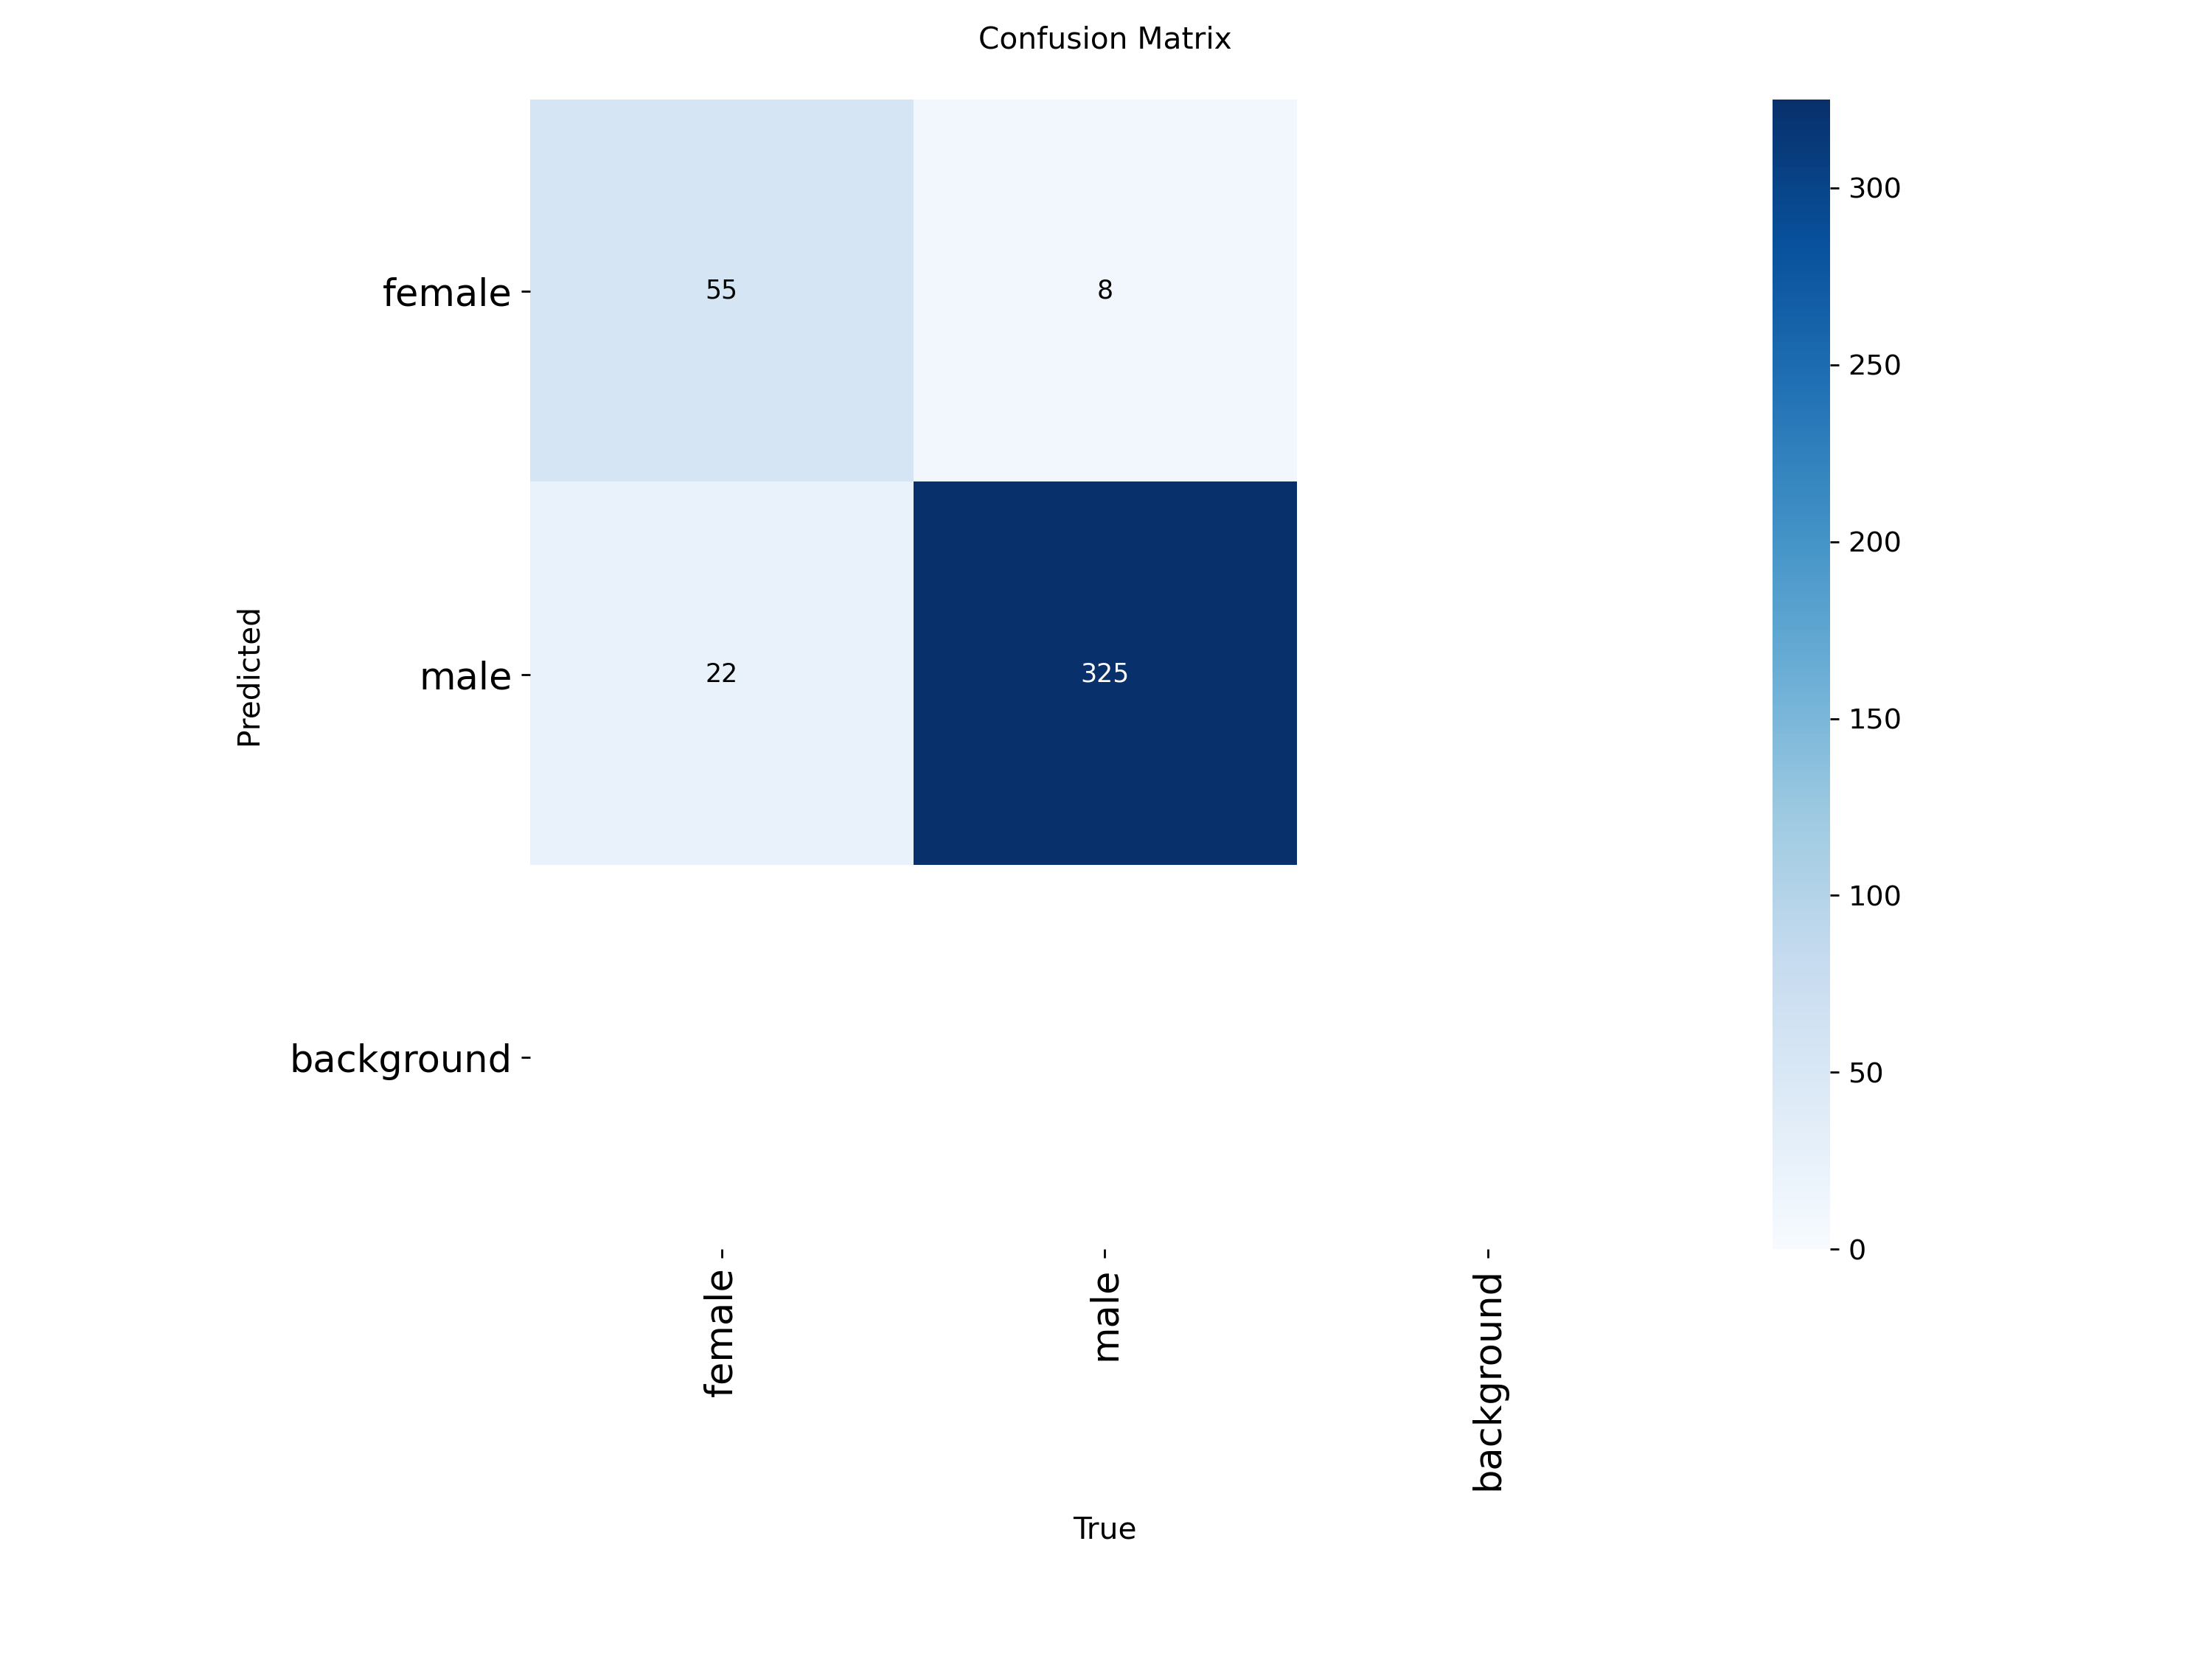 Confusion Matrix
female
55
8
male
22
325
background
Predicted
female
male
background
True
300
250
200
150
100
50
0